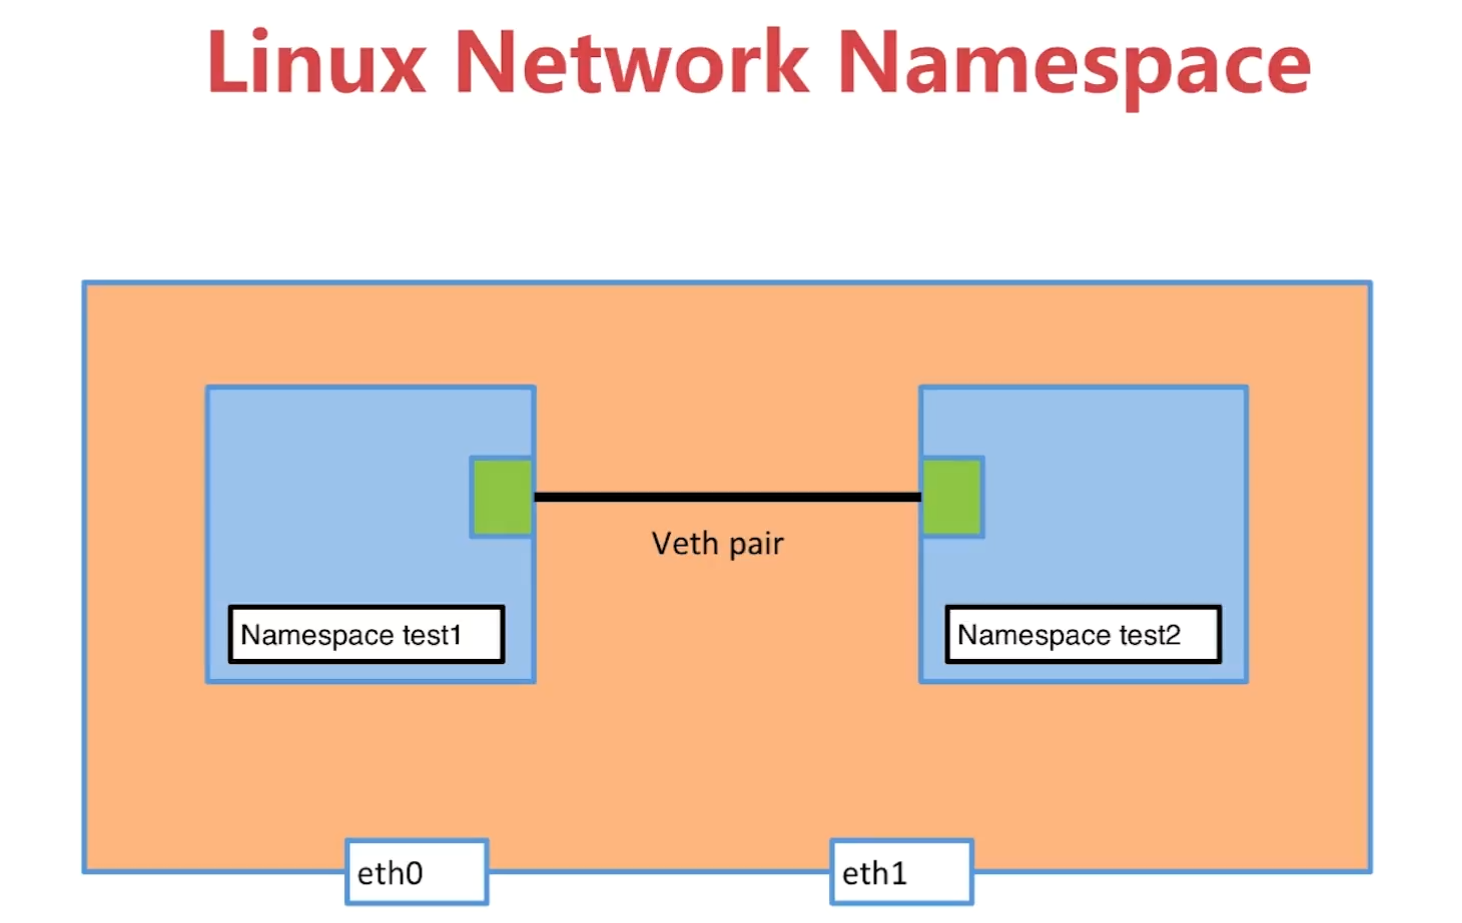 Linux Network Namespace
Veth pair
Namespace test1
Namespace test2
eth0
eth1